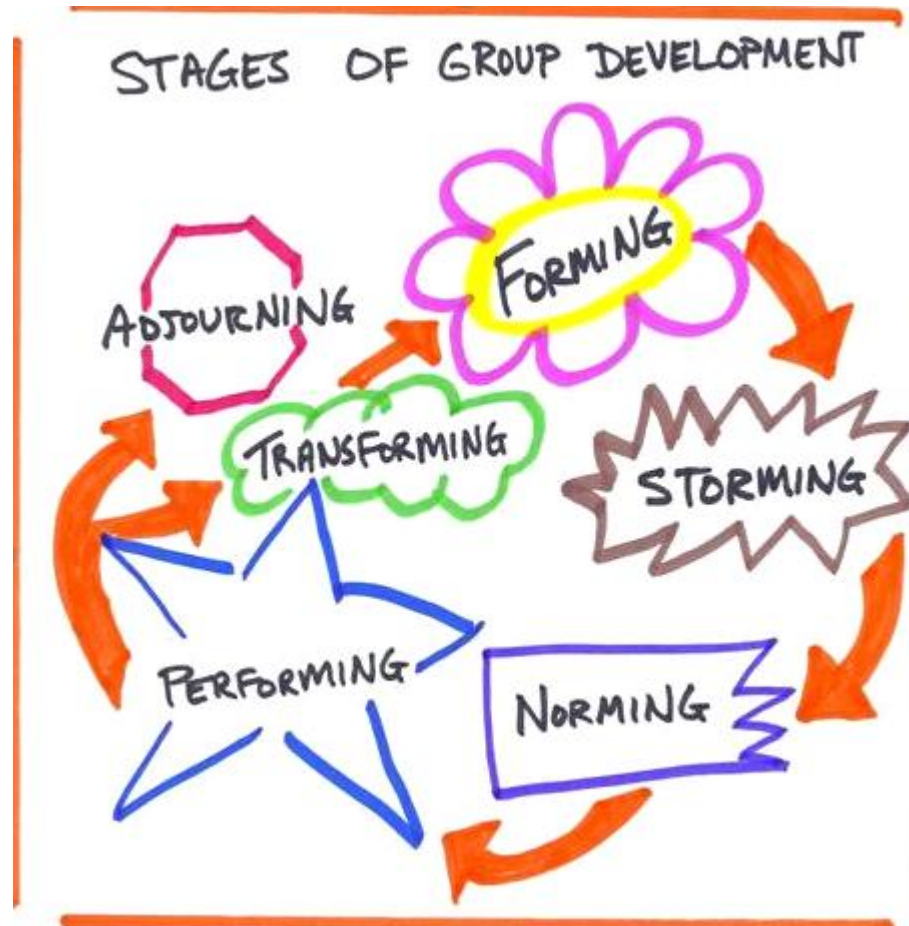 STAGES OF GROUP DEVELOPMENT
FORMING
STORMING
NORMING
PERFORMING
TRANSFORMING
ADJOURNING